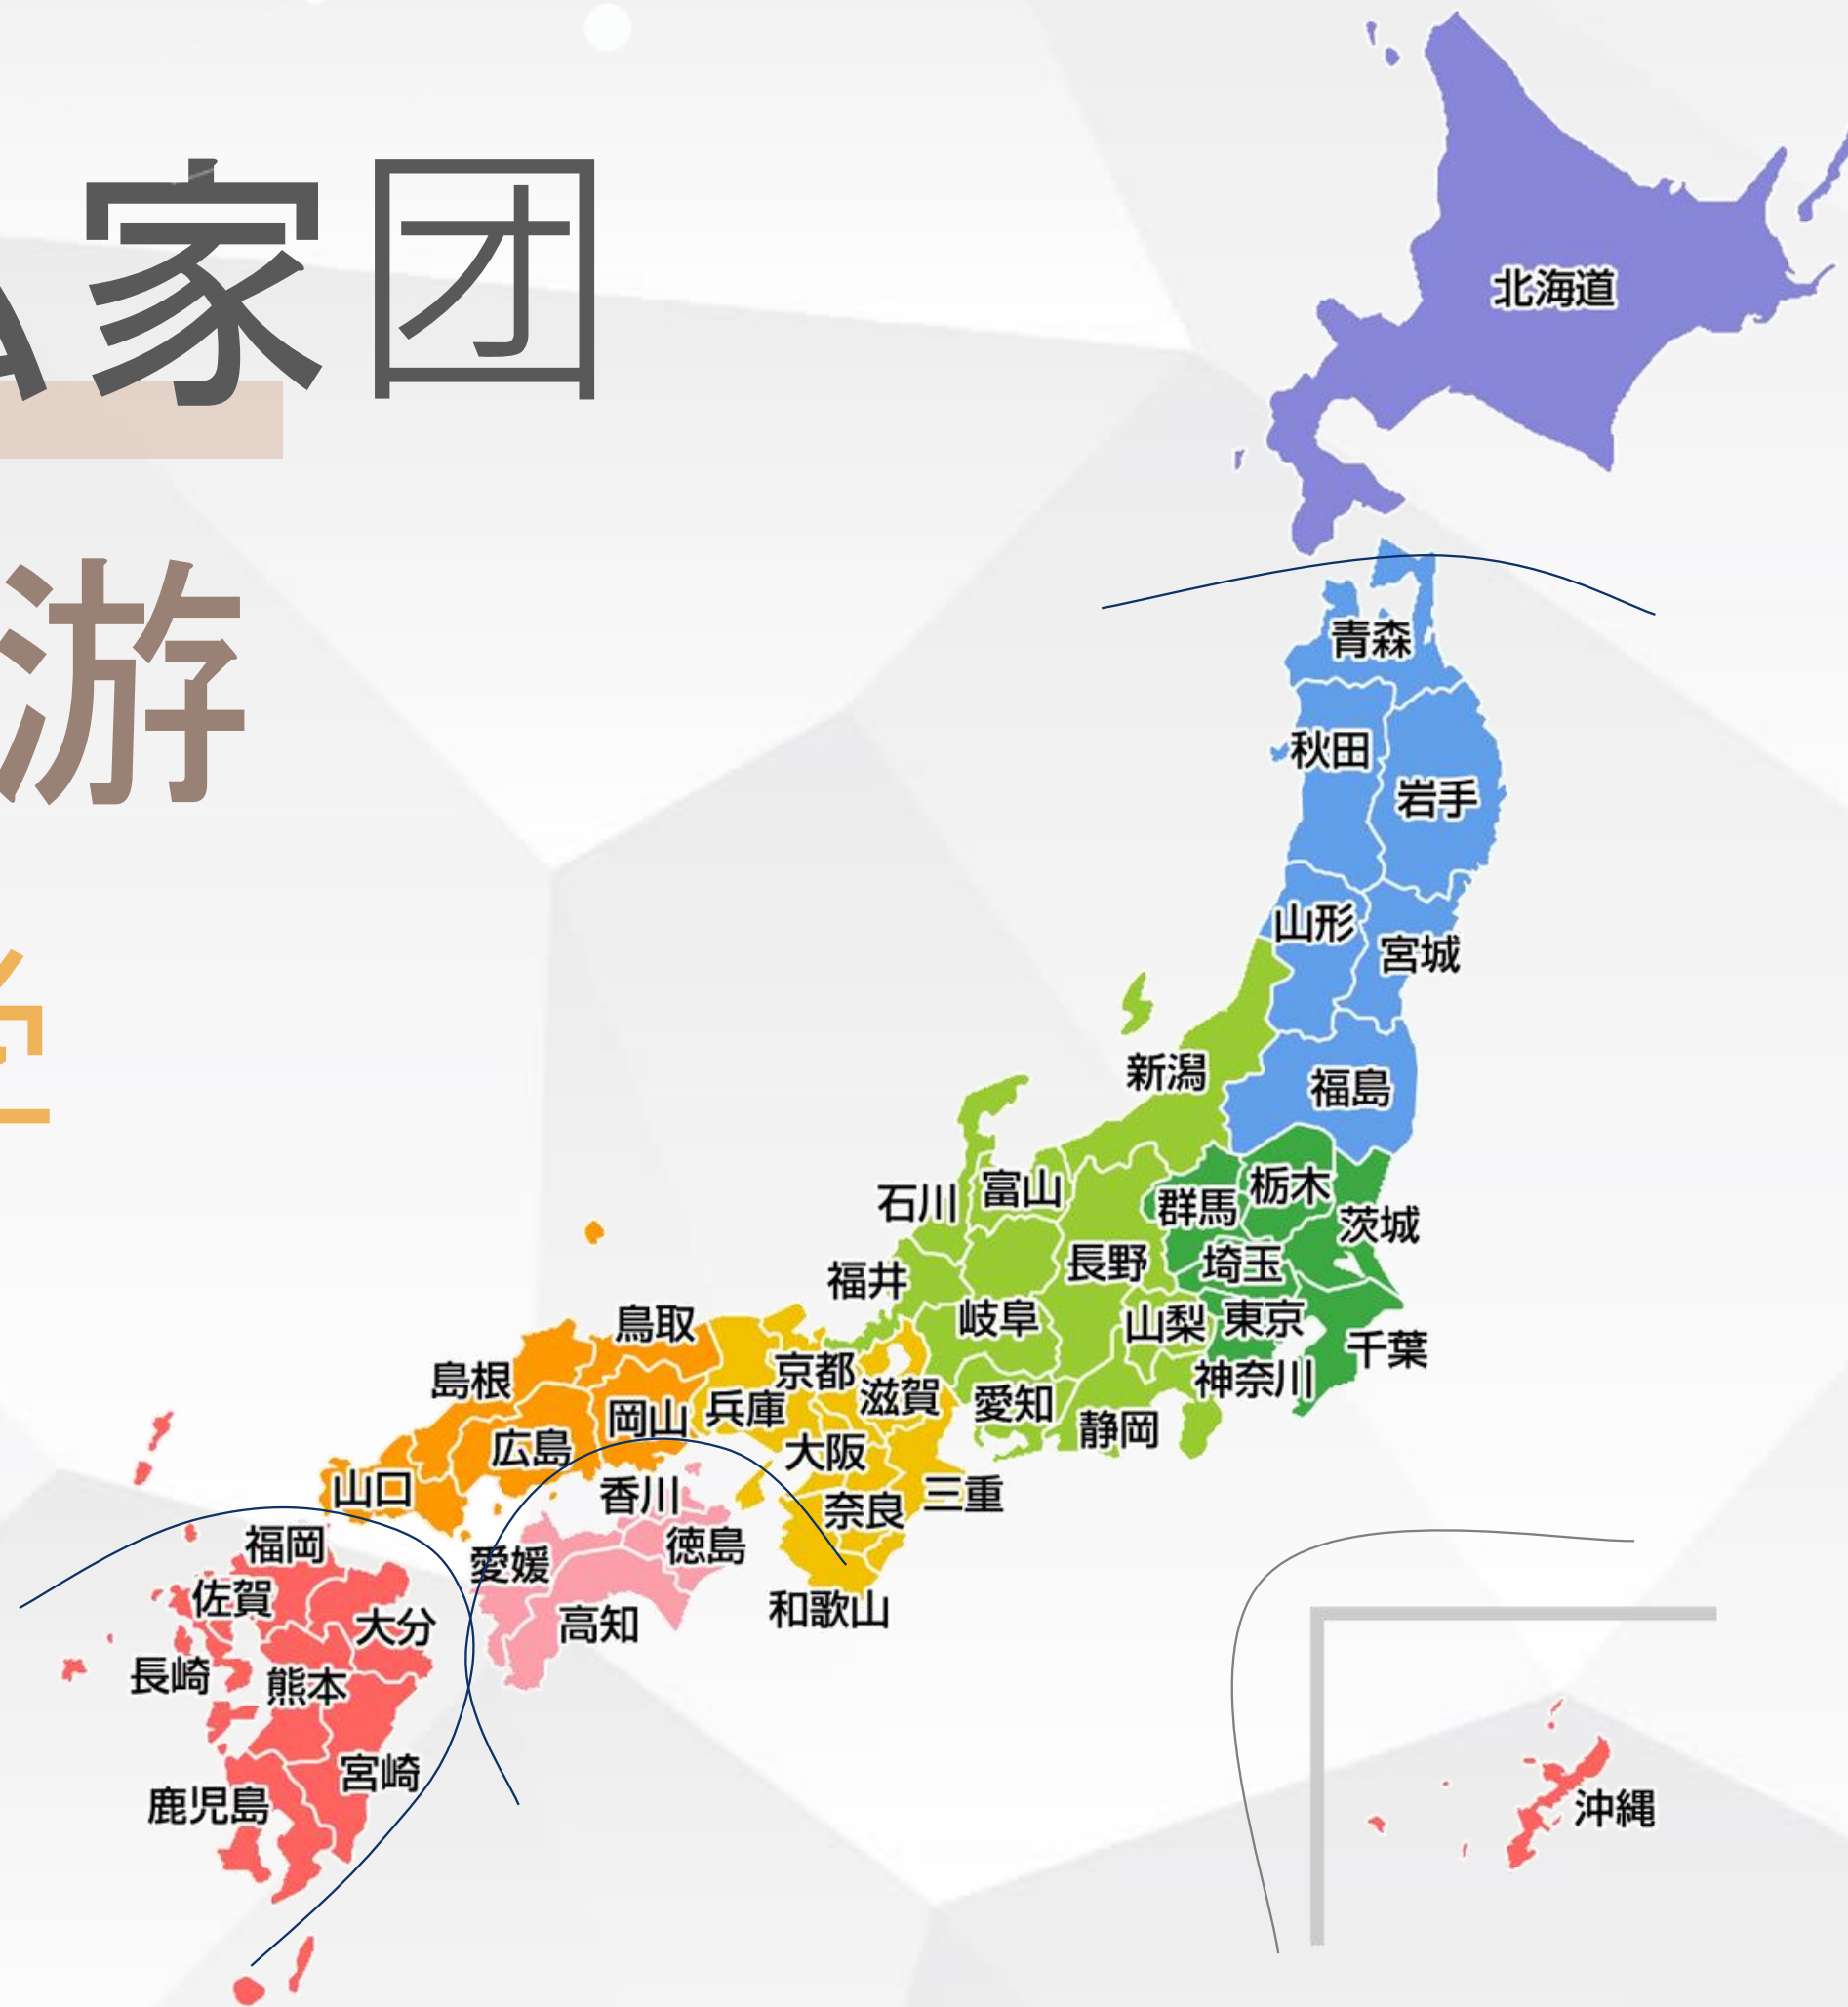 家团
游
北海道
青森
秋田
岩手
山形
宮城
新潟
福島
石川
富山
群馬
栃木
茨城
福井
長野
埼玉
岐阜
山梨
東京
千葉
鳥取
島根
京都
滋賀
神奈川
岡山
兵庫
愛知
静岡
広島
大阪
山口
香川
奈良
三重
福岡
愛媛
徳島
佐賀
大分
高知
和歌山
長崎
熊本
宮崎
鹿児島
沖縄